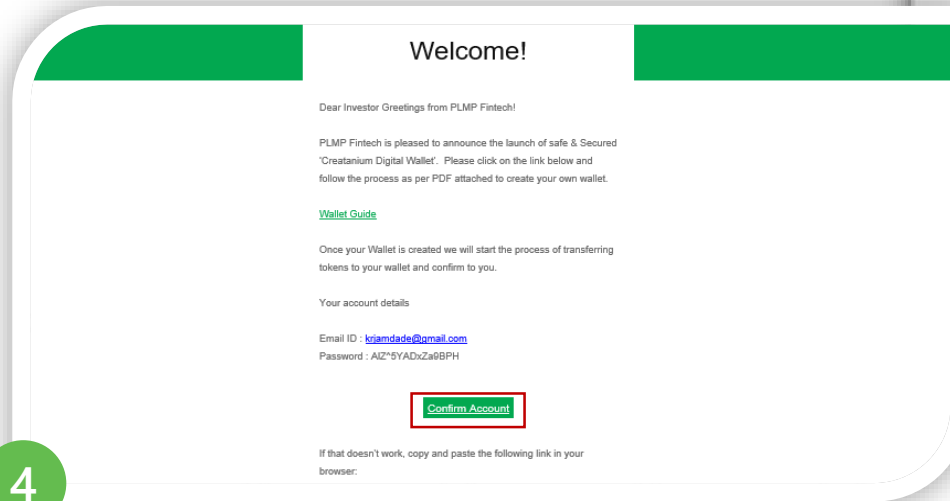 Welcome!
Dear Investor Greetings from PLMP Fintech!
PLMP Fintech is pleased to announce the launch of safe & Secured
'Creatanium Digital Wallet'. Please click on the link below and
follow the process as per PDF attached to create your own wallet.
Wallet Guide
Once your Wallet is created we will start the process of transferring
tokens to your wallet and confirm to you.
Your account details
Email ID : krjamdade@gmail.com
Password : AIZ^5YADxZa9BPH
Confirm Account
If that doesn't work, copy and paste the following link in your
browser:
4